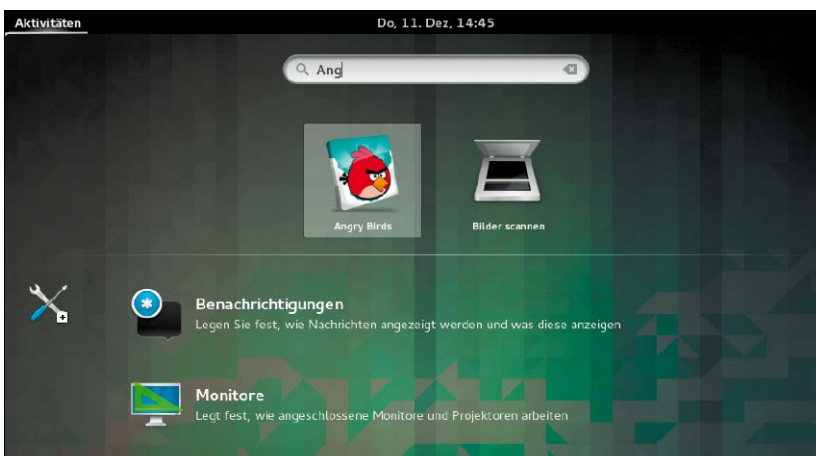 Aktivitäten
Do, 11. Dez, 14:45
Ang
Angry Birds
Bilder scannen
Benachrichtigungen
Legen Sie fest, wie Nachrichten angezeigt werden und was diese anzeigen
Monitore
Legt fest, wie angeschlossene Monitore und Projektoren arbeiten